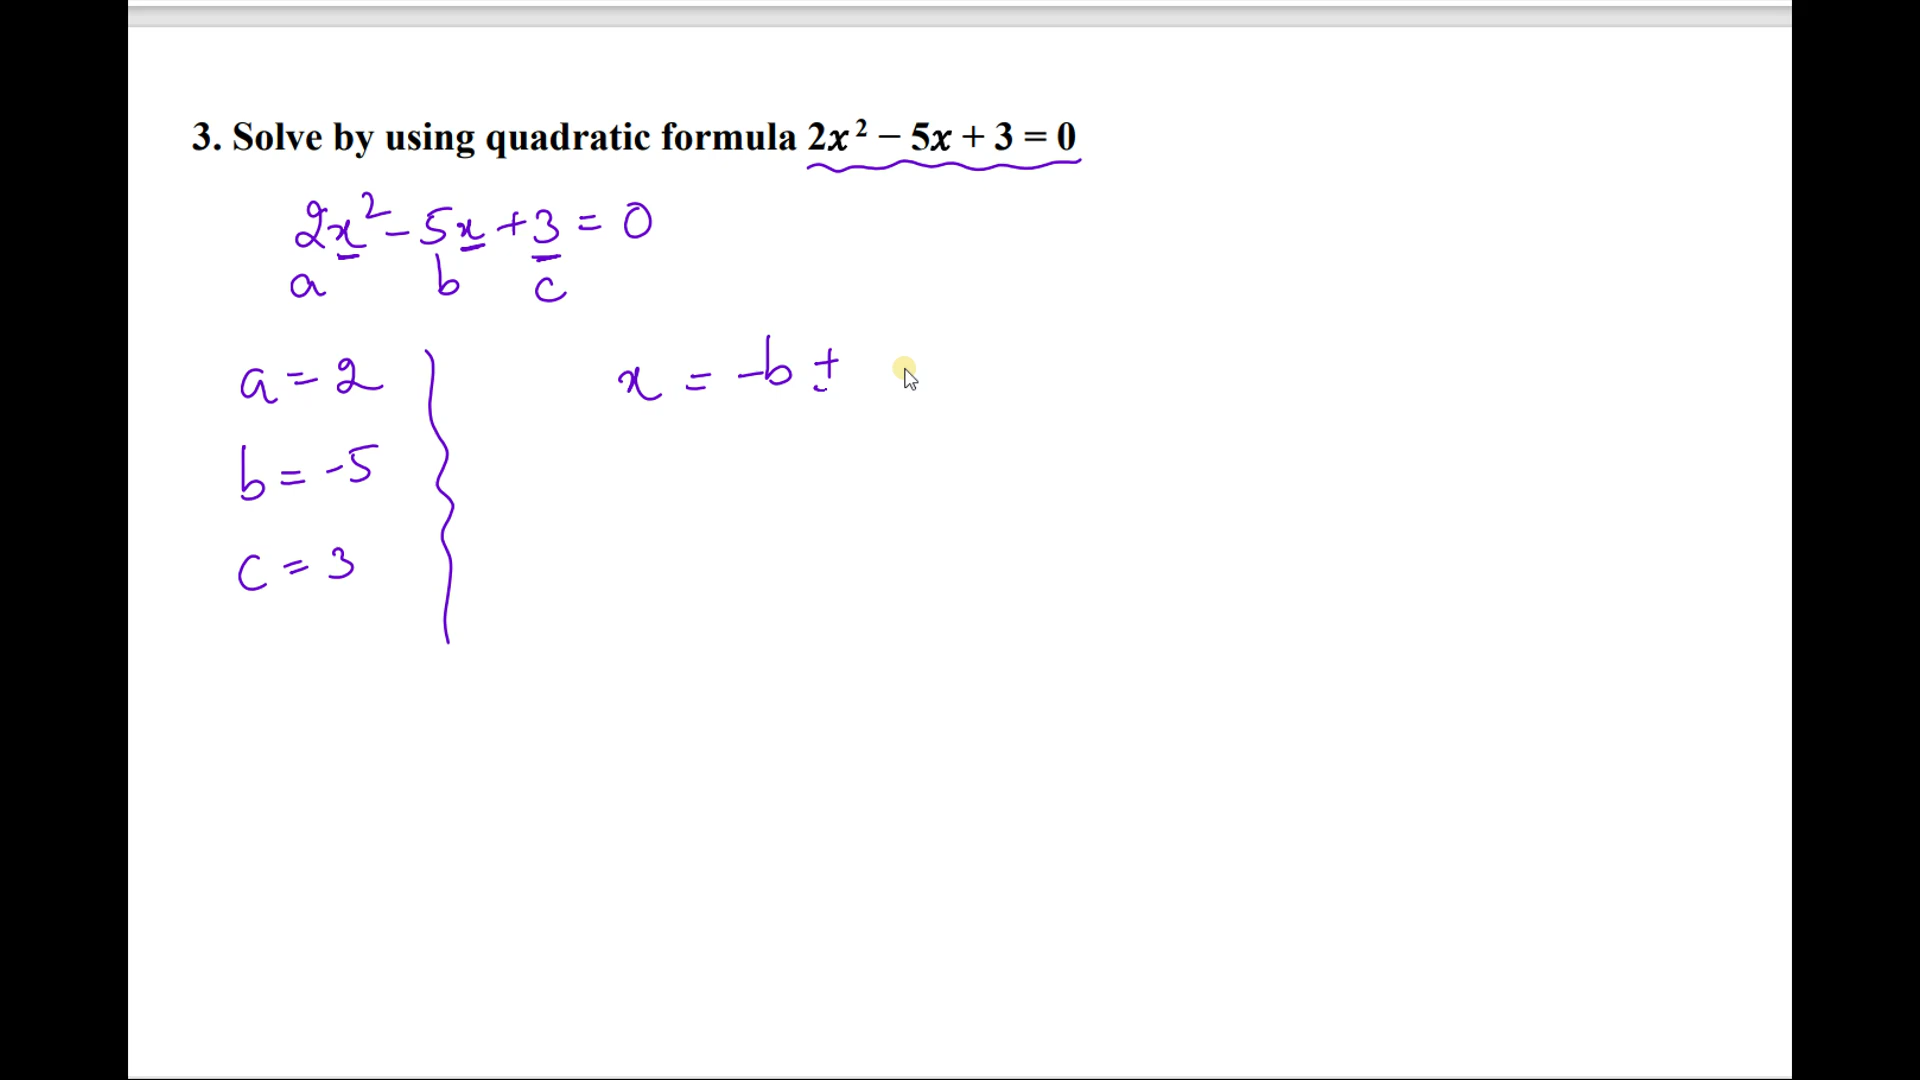 3. Solve by using quadratic formula 2x² − 5x + 3 = 0
2x² - 5x + 3 = 0
a b c
a = 2
x = -b ±
b = -5
c = 3